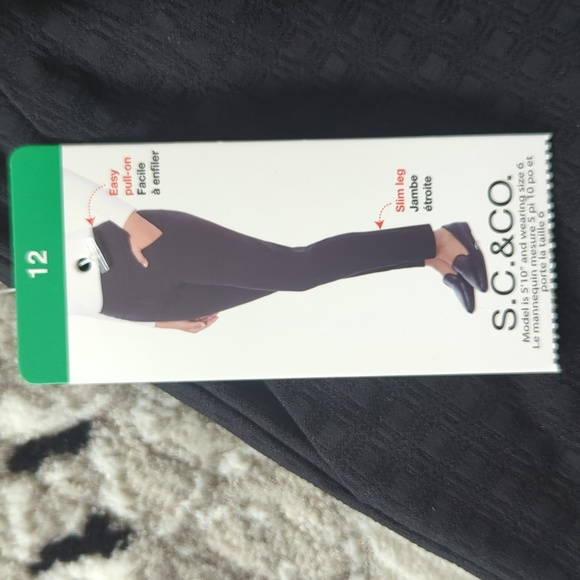 12
Easy
pull-on
Facile
à enfiler
Slim leg
Jambe
étroite
S.C.&CO.
Model is 5'10" and wearing size 6
Le mannequin mesure 5 pi 10 po et
porte la taille 6